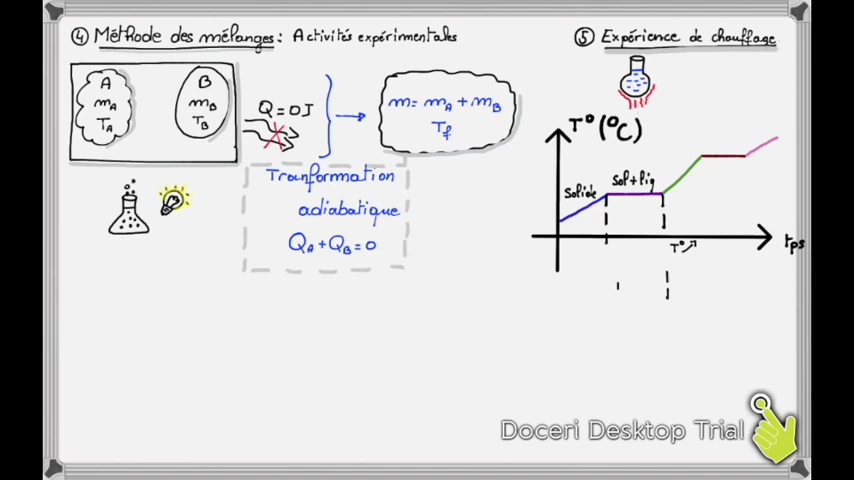 ④ Méthode des mélanges: Activités expérimentales
A
mA
TA
B
mB
TB
Q = 0J
m = mA + mB
Tf
Tranformation
adiabatique
QA + QB = 0
⑤ Expérience de chauffage
T° (°C)
Solide
Sol + liq
T°↗
tps
Doceri Desktop Trial